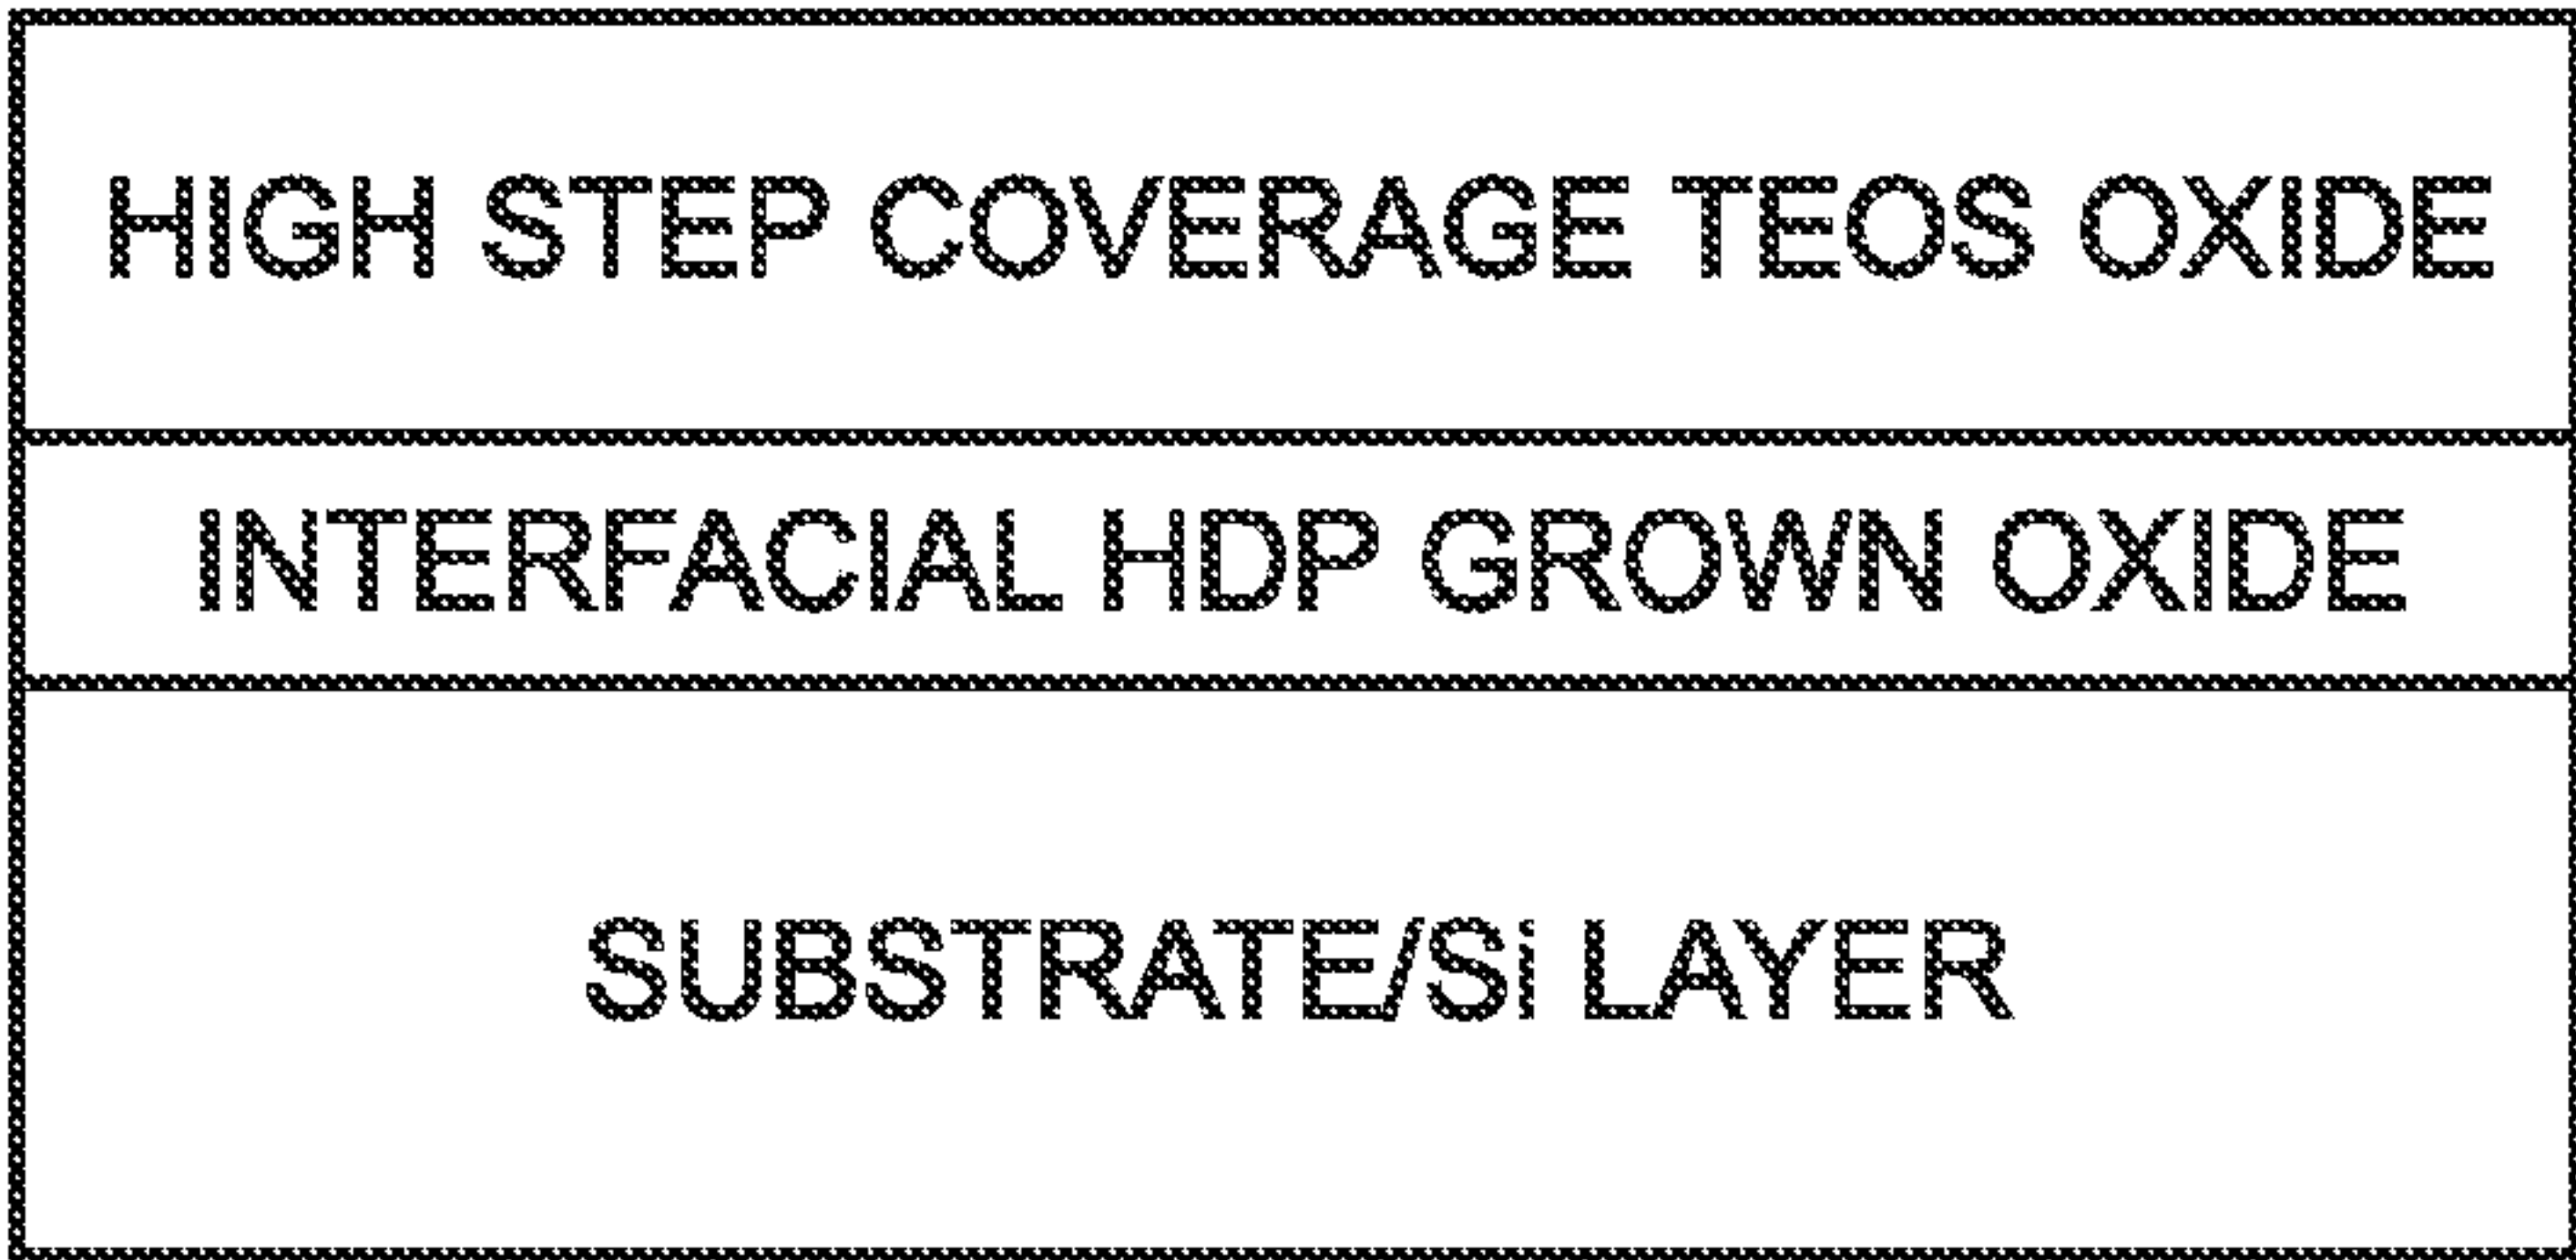 HIGH STEP COVERAGE TEOS OXIDE
INTERFACIAL HDP GROWN OXIDE
SUBSTRATE/Si LAYER